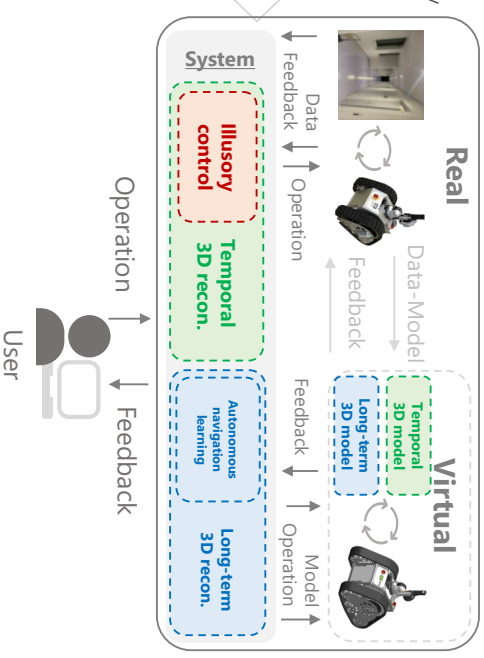 Real
Data-Model
Feedback
Virtual
Temporal
3D model
Long-term
3D model
Data
Feedback
Operation
Feedback
Model
Operation
System
Illusory
control
Temporal
3D recon.
Autonomous
navigation
learning
Long-term
3D recon.
Operation
Feedback
User